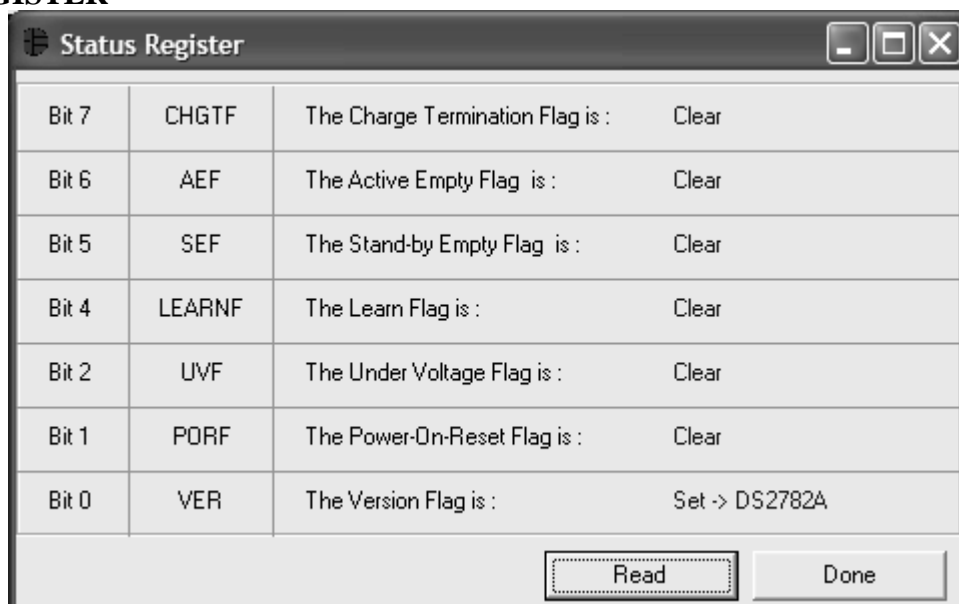 Status Register
Bit 7 CHGTF The Charge Termination Flag is : Clear
Bit 6 AEF The Active Empty Flag is : Clear
Bit 5 SEF The Stand-by Empty Flag is : Clear
Bit 4 LEARNF The Learn Flag is : Clear
Bit 2 UVF The Under Voltage Flag is : Clear
Bit 1 PORF The Power-On-Reset Flag is : Clear
Bit 0 VER The Version Flag is : Set -> DS2782A
Read Done